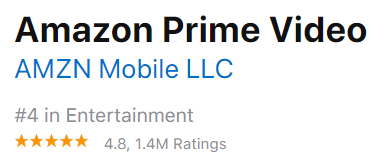 Amazon Prime Video
AMZN Mobile LLC
#4 in Entertainment
★★★★★ 4.8, 1.4M Ratings